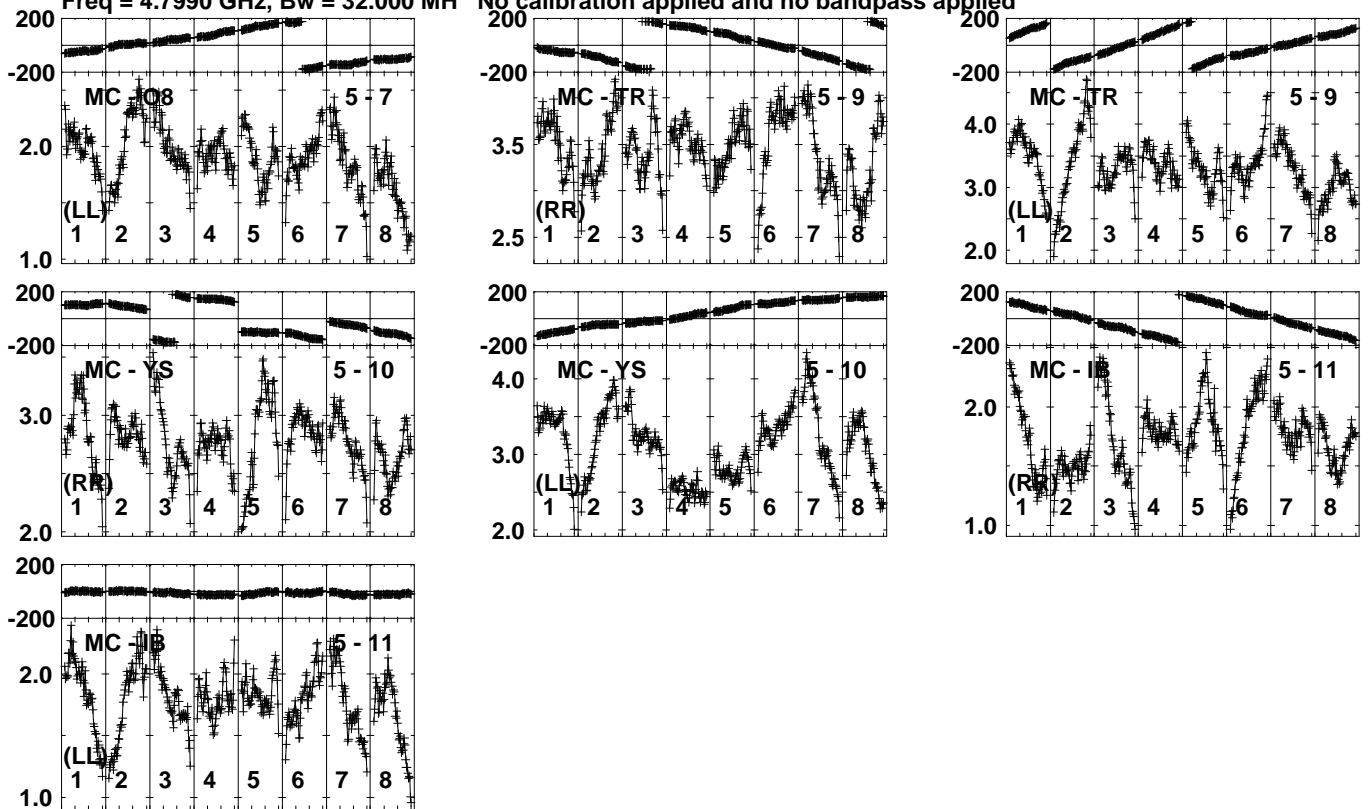 Freq = 4.7990 GHz, Bw = 32.000 MH No calibration applied and no bandpass applied
200
-200
MC - O8 5 - 7
2.0
(LL)
1 2 3 4 5 6 7 8
1.0
200
-200
MC - TR 5 - 9
3.5
(RR)
2.5
1 2 3 4 5 6 7 8
200
-200
MC - TR 5 - 9
4.0
3.0
(LL)
1 2 3 4 5 6 7 8
2.0
200
-200
MC - YS 5 - 10
3.0
(RR)
1 2 3 4 5 6 7 8
2.0
200
-200
MC - YS 5 - 10
4.0
3.0
(LL)
1 2 3 4 5 6 7 8
2.0
200
-200
MC - IB 5 - 11
2.0
(RR)
1 2 3 4 5 6 7 8
1.0
200
-200
MC - IB 5 - 11
2.0
(LL)
1 2 3 4 5 6 7 8
1.0